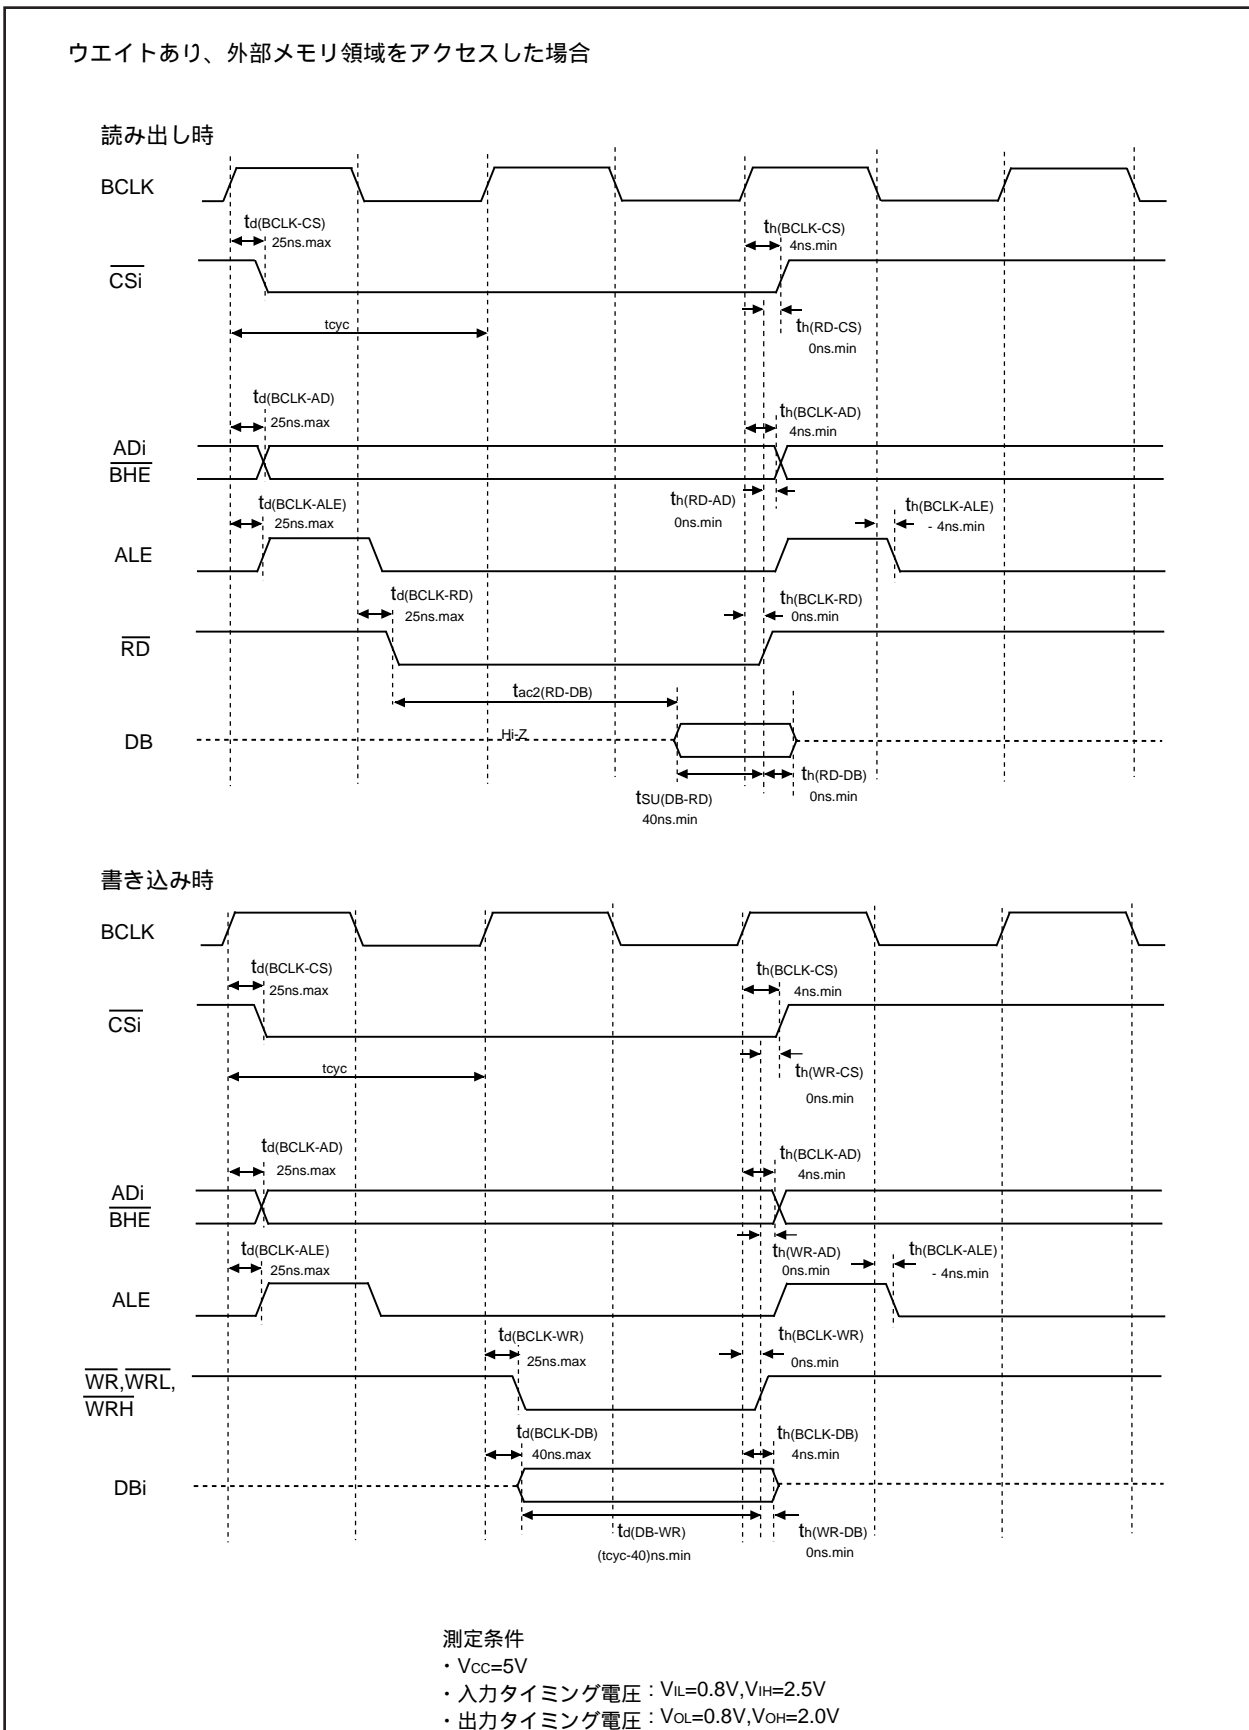 ウエイトあり、外部メモリ領域をアクセスした場合
読み出し時
BCLK
td(BCLK-CS)
25ns.max
th(BCLK-CS)
4ns.min
CSi
tcyc
th(RD-CS)
0ns.min
td(BCLK-AD)
25ns.max
th(BCLK-AD)
4ns.min
ADi
BHE
td(BCLK-ALE)
25ns.max
th(RD-AD)
0ns.min
th(BCLK-ALE)
- 4ns.min
ALE
td(BCLK-RD)
25ns.max
th(BCLK-RD)
0ns.min
RD
tac2(RD-DB)
DB
Hi-Z
tSU(DB-RD)
40ns.min
th(RD-DB)
0ns.min
書き込み時
BCLK
td(BCLK-CS)
25ns.max
th(BCLK-CS)
4ns.min
CSi
tcyc
th(WR-CS)
0ns.min
td(BCLK-AD)
25ns.max
th(BCLK-AD)
4ns.min
ADi
BHE
td(BCLK-ALE)
25ns.max
th(WR-AD)
0ns.min
th(BCLK-ALE)
- 4ns.min
ALE
td(BCLK-WR)
25ns.max
th(BCLK-WR)
0ns.min
WR,WRL,
WRH
td(BCLK-DB)
40ns.max
th(BCLK-DB)
4ns.min
DBi
td(DB-WR)
(tcyc-40)ns.min
th(WR-DB)
0ns.min
測定条件
・VCC=5V
・入力タイミング電圧：VIL=0.8V,VIH=2.5V
・出力タイミング電圧：VOL=0.8V,VOH=2.0V